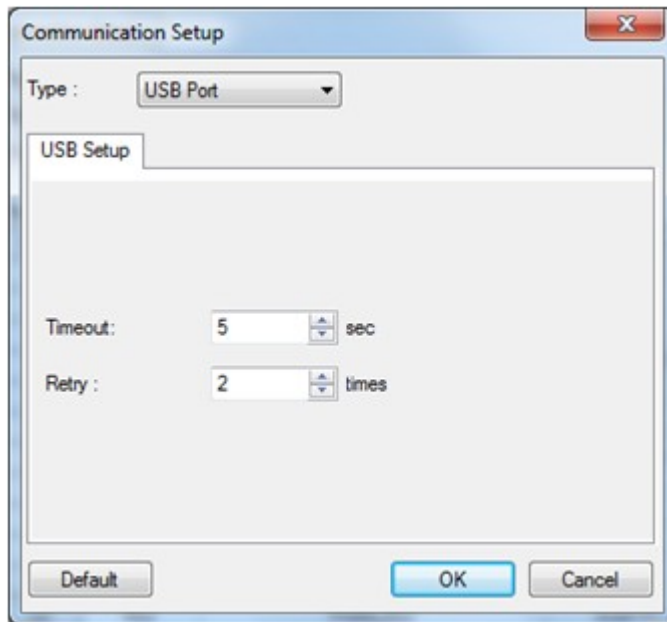 Communication Setup
Type : USB Port
USB Setup
Timeout: 5 sec
Retry : 2 times
Default OK Cancel